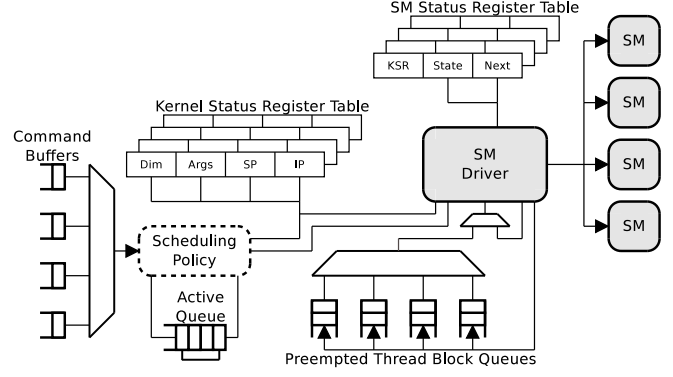 SM Status Register Table
KSR State Next
SM
SM
SM
SM
Kernel Status Register Table
Dim Args SP IP
Command
Buffers
SM
Driver
Scheduling
Policy
Active
Queue
Preempted Thread Block Queues